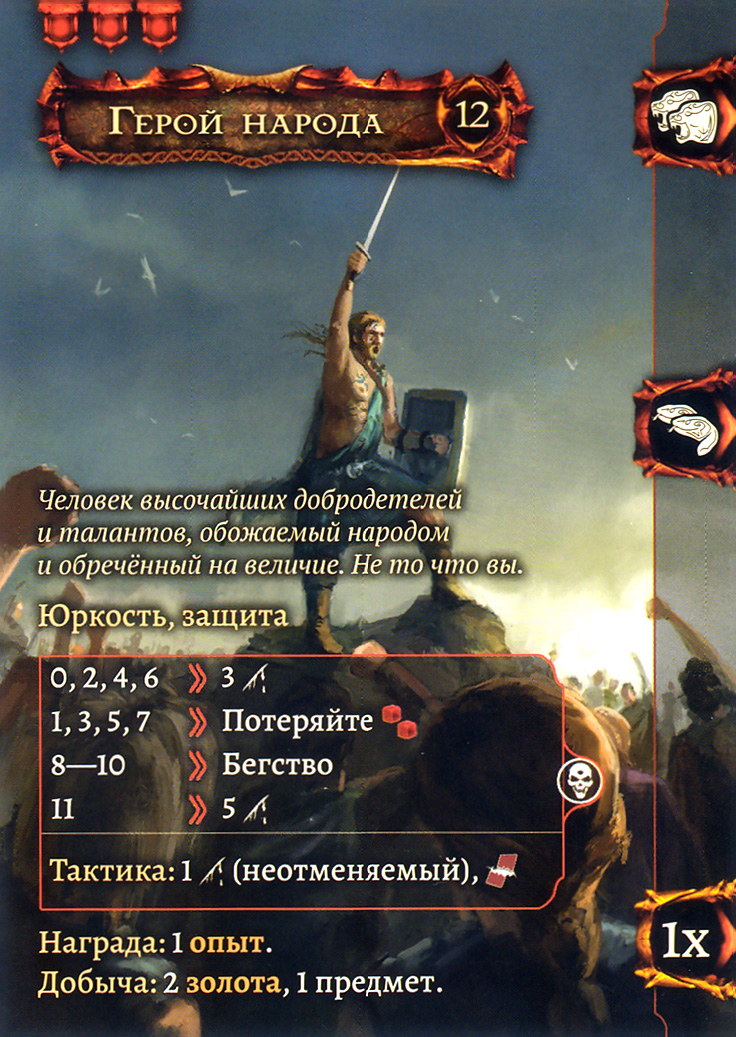 Герой народа 12
Человек высочайших добродетелей
и талантов, обожаемый народом
и обречённый на величие. Не то что вы.
Юркость, защита
0, 2, 4, 6 » 3
1, 3, 5, 7 » Потеряйте
8—10 » Бегство
11 » 5
Тактика: 1 (неотменяемый),
Награда: 1 опыт.
Добыча: 2 золота, 1 предмет.
1x